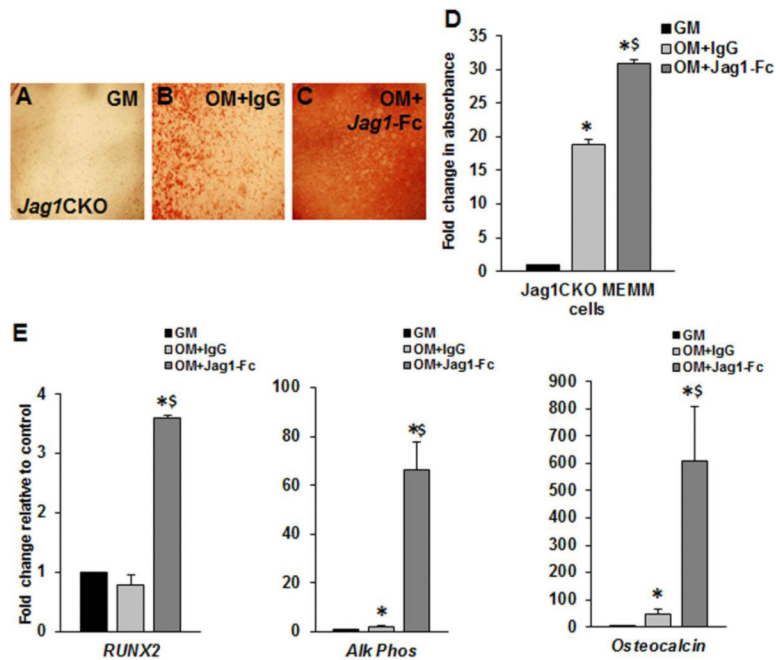 A
GM
Jag1CKO
B
OM+IgG
C
OM+
Jag1-Fc
D
GM
OM+IgG
OM+Jag1-Fc
Fold change in absorbance
35
30
25
20
15
10
5
0
*
*$
Jag1CKO MEMM
cells
E
GM
OM+IgG
OM+Jag1-Fc
Fold change relative to control
4
3
2
1
0
*$
RUNX2
GM
OM+IgG
OM+Jag1-Fc
100
80
60
40
20
0
*
*$
Alk Phos
GM
OM+IgG
OM+Jag1-Fc
900
800
700
600
500
400
300
200
100
0
*
*$
Osteocalcin